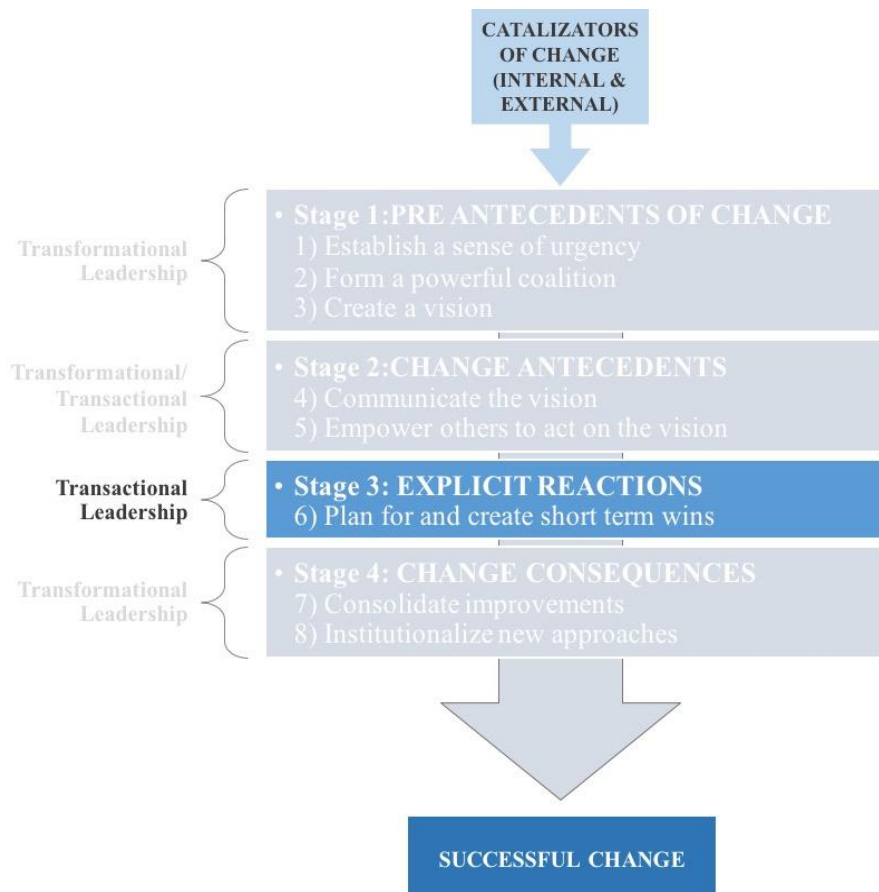 CATALIZATORS
OF CHANGE
(INTERNAL &
EXTERNAL)
Transformational
Leadership
• Stage 1:PRE ANTECEDENTS OF CHANGE
1) Establish a sense of urgency
2) Form a powerful coalition
3) Create a vision
Transformational/
Transactional
Leadership
• Stage 2:CHANGE ANTECEDENTS
4) Communicate the vision
5) Empower others to act on the vision
Transactional
Leadership
• Stage 3: EXPLICIT REACTIONS
6) Plan for and create short term wins
Transformational
Leadership
• Stage 4: CHANGE CONSEQUENCES
7) Consolidate improvements
8) Institutionalize new approaches
SUCCESSFUL CHANGE